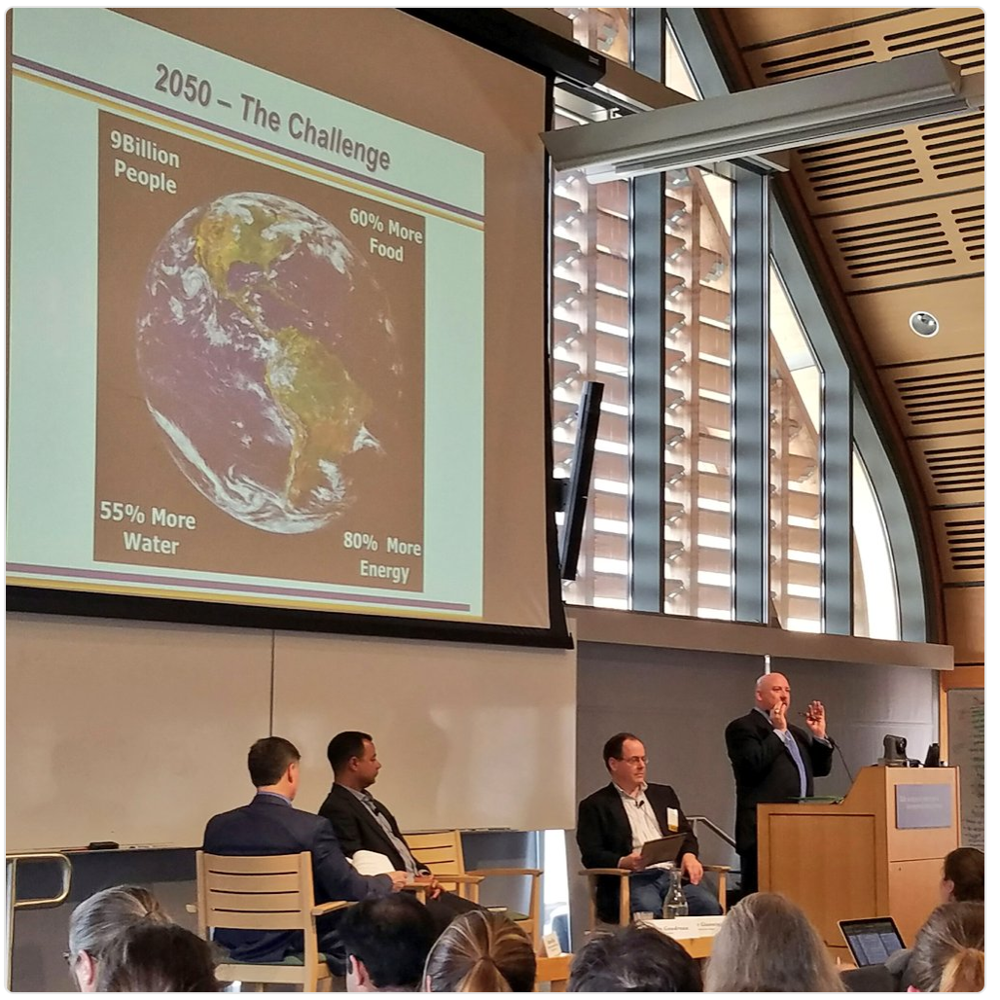 2050 – The Challenge
9Billion
People
60% More
Food
55% More
Water
80% More
Energy